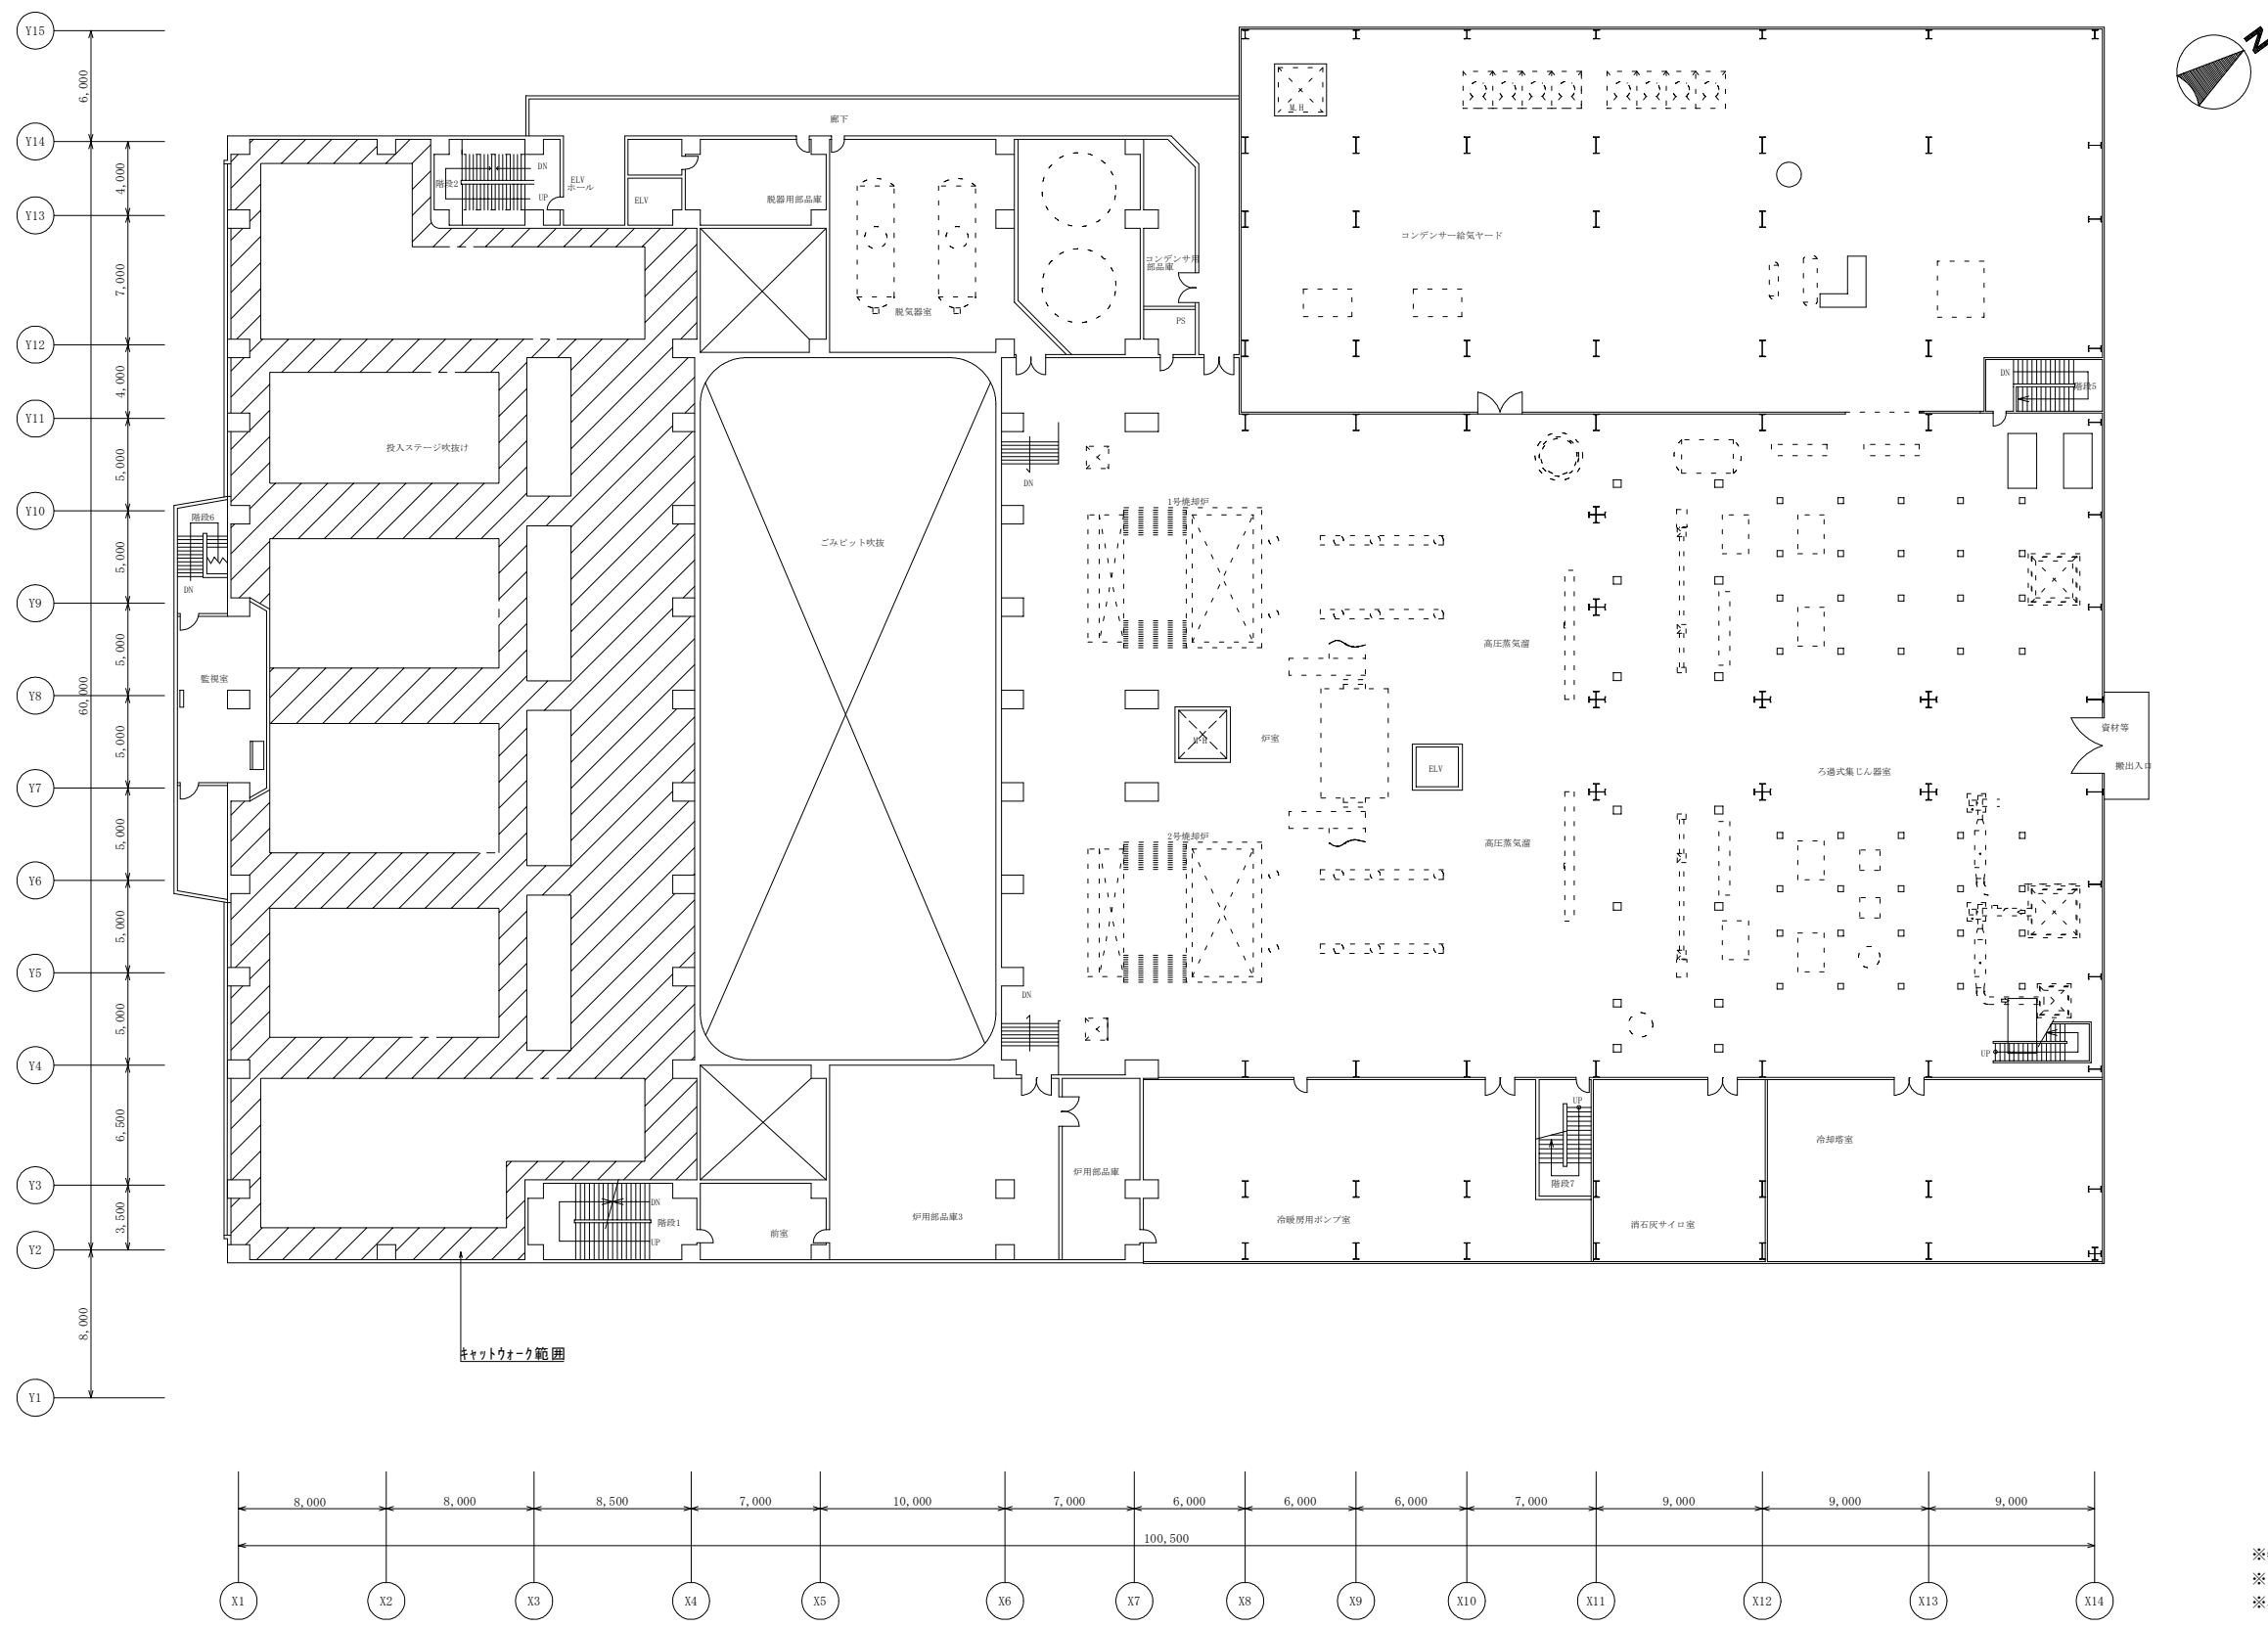 Y15
6,000
N
廊下
M.H
Y14
4,000
階段2
DN
UP
ELV
ホール
ELV
脱器用部品庫
Y13
コンデンサー給気ヤード
7,000
コンデンサ用
部品庫
脱気器室
PS
Y12
4,000
DN
階段5
Y11
投入ステージ吹抜け
5,000
DN
1号焼却炉
Y10
階段6
ごみピット吹抜
5,000
DN
Y9
5,000
高圧蒸気溜
監視室
Y8
60,000
資材等
搬出入口
5,000
M.H
炉室
ELV
ろ過式集じん器室
Y7
5,000
2号焼却炉
高圧蒸気溜
Y6
5,000
Y5
DN
5,000
UP
Y4
UP
6,500
冷却塔室
炉用部品庫
階段7
Y3
3,500
DN
階段1
UP
前室
炉用部品庫3
冷暖房用ポンプ室
消石灰サイロ室
Y2
8,000
キャットウォーク範囲
Y1
8,000
8,000
8,500
7,000
10,000
7,000
6,000
6,000
6,000
7,000
9,000
9,000
9,000
100,500
※
※
※
X1
X2
X3
X4
X5
X6
X7
X8
X9
X10
X11
X12
X13
X14